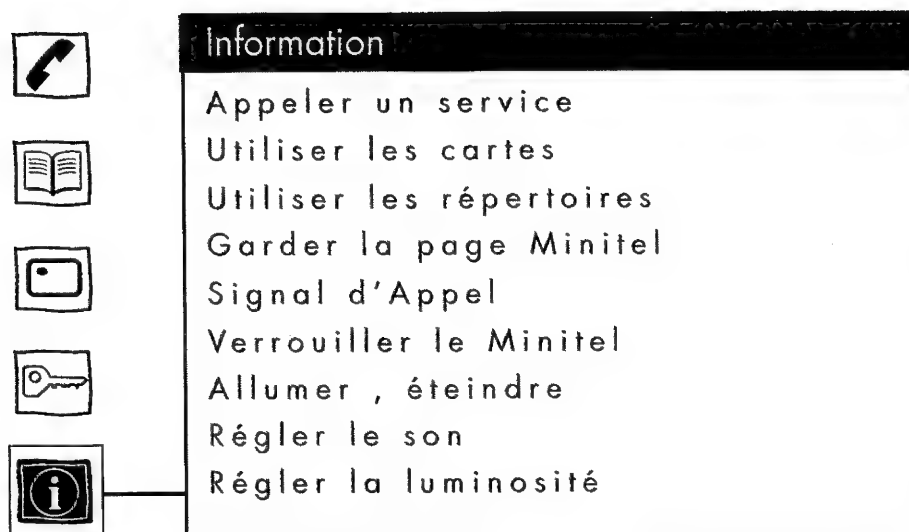 Information
Appeler un service
Utiliser les cartes
Utiliser les répertoires
Garder la page Minitel
Signal d'Appel
Verrouiller le Minitel
Allumer , éteindre
Régler le son
Régler la luminosité